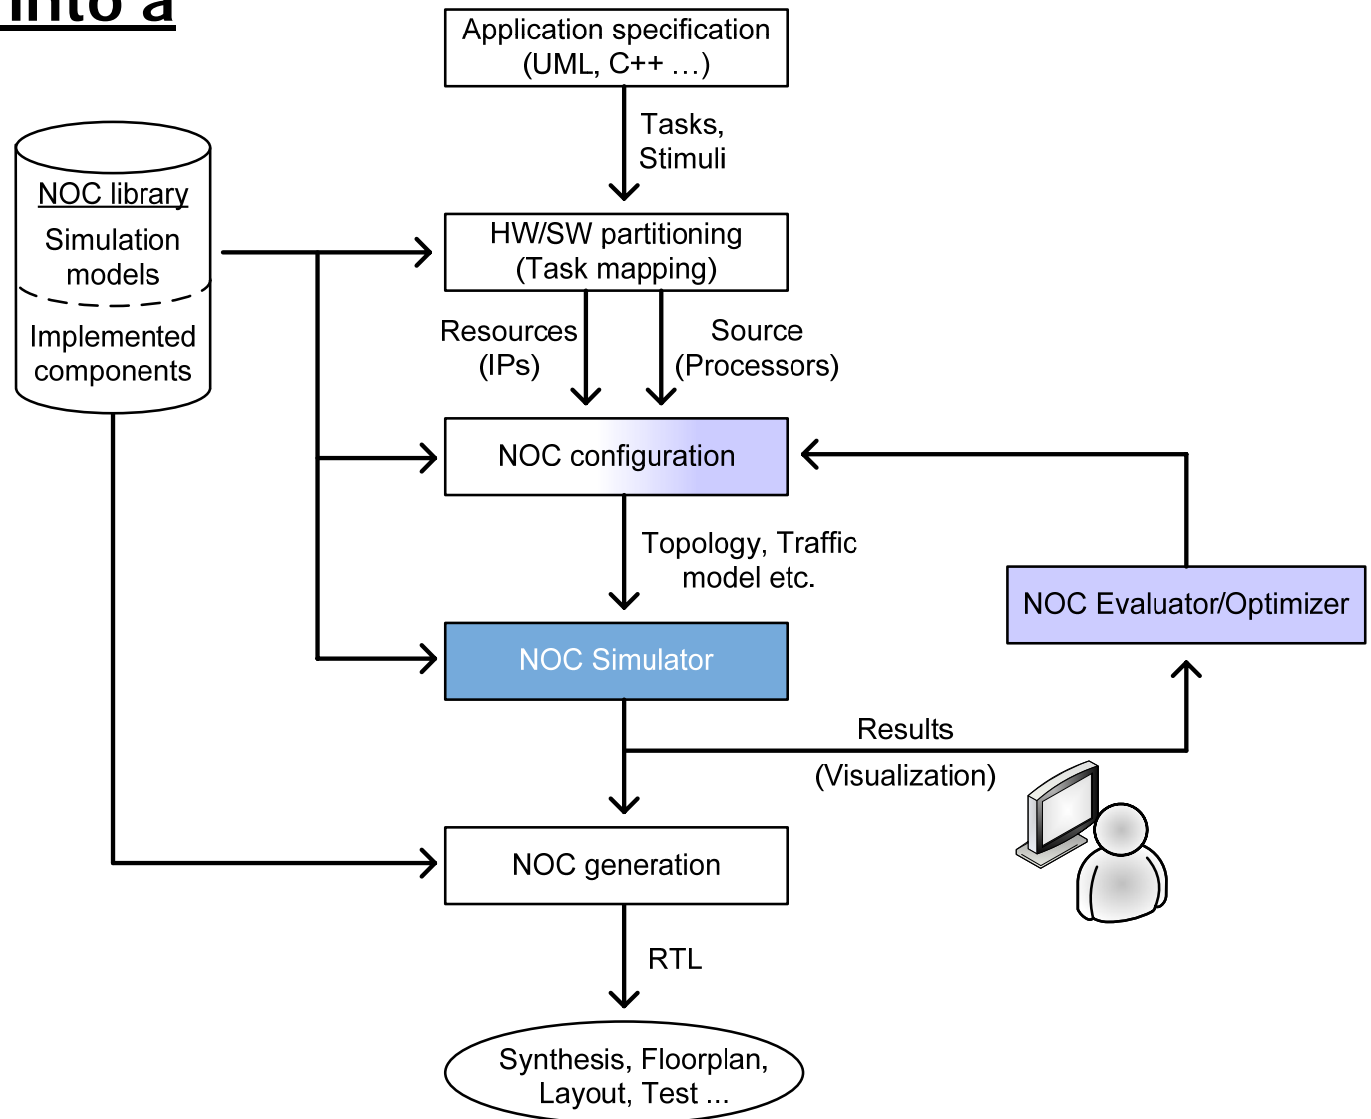 into a
Application specification
(UML, C++ …)
Tasks,
Stimuli
NOC library
Simulation
models
Implemented
components
HW/SW partitioning
(Task mapping)
Resources
(IPs)
Source
(Processors)
NOC configuration
Topology, Traffic
model etc.
NOC Evaluator/Optimizer
NOC Simulator
Results
(Visualization)
NOC generation
RTL
Synthesis, Floorplan,
Layout, Test ...